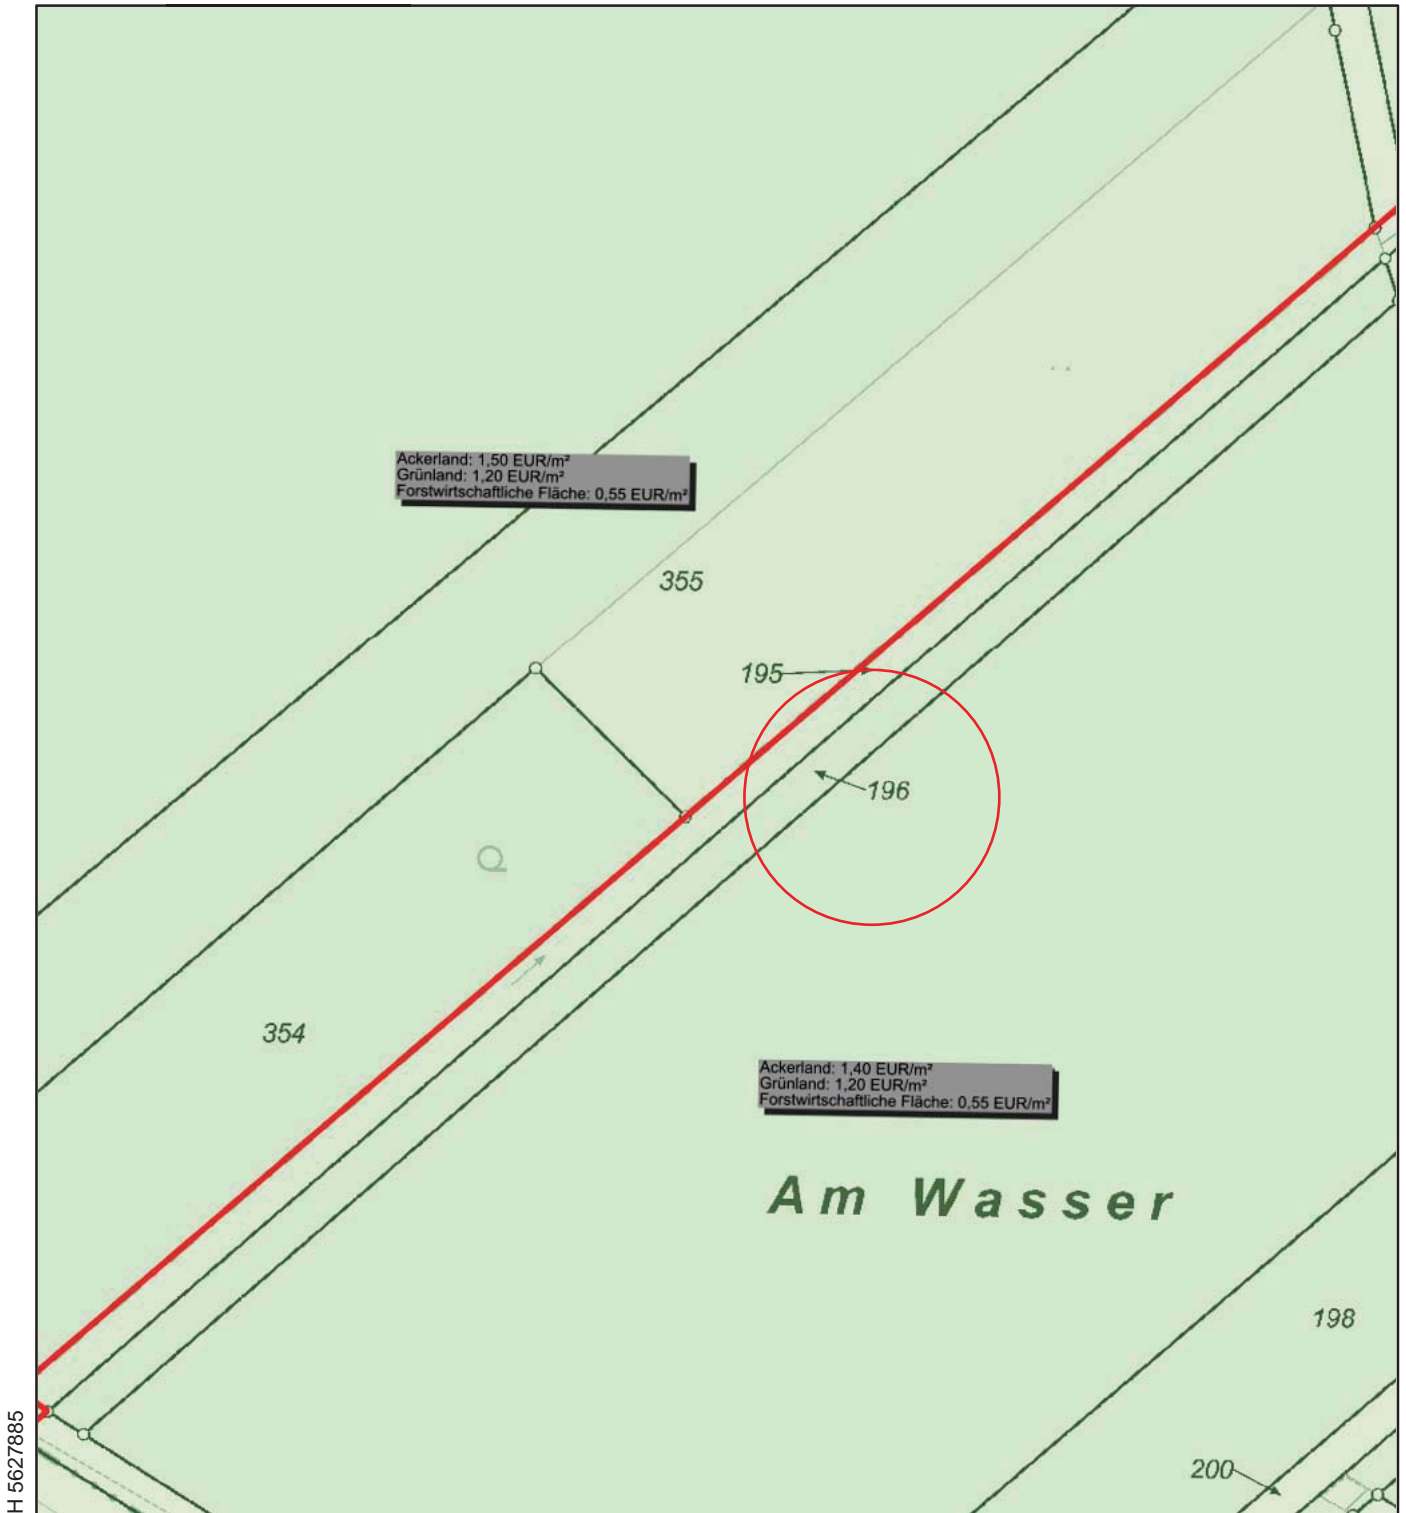 Ackerland: 1,50 EUR/m²
Grünland: 1,20 EUR/m²
Forstwirtschaftliche Fläche: 0,55 EUR/m²
355
195
196
354
Ackerland: 1,40 EUR/m²
Grünland: 1,20 EUR/m²
Forstwirtschaftliche Fläche: 0,55 EUR/m²
Am Wasser
198
200
H 5627885